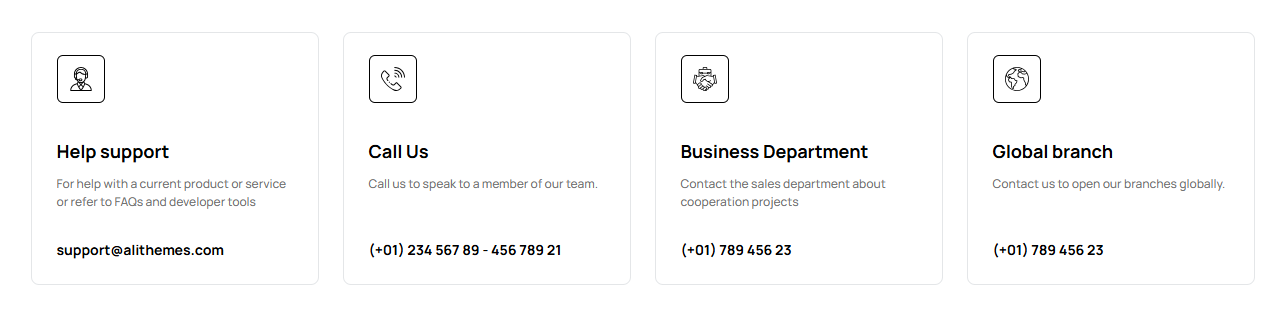 Help support
For help with a current product or service
or refer to FAQs and developer tools
support@alithemes.com
Call Us
Call us to speak to a member of our team.
(+01) 234 567 89 - 456 789 21
Business Department
Contact the sales department about
cooperation projects
(+01) 789 456 23
Global branch
Contact us to open our branches globally.
(+01) 789 456 23